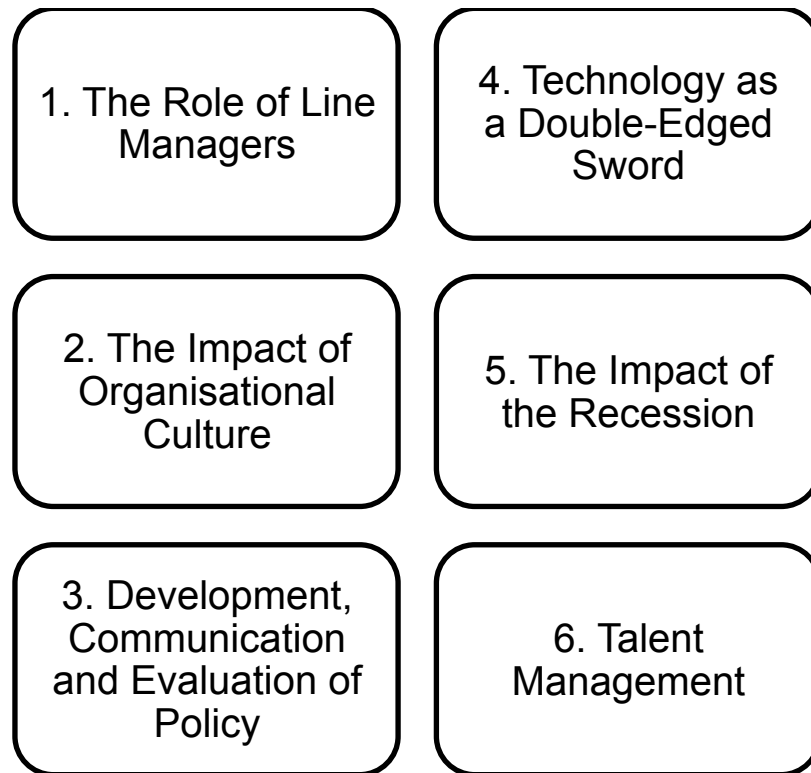 1. The Role of Line
Managers
2. The Impact of
Organisational
Culture
3. Development,
Communication
and Evaluation of
Policy
4. Technology as
a Double-Edged
Sword
5. The Impact of
the Recession
6. Talent
Management